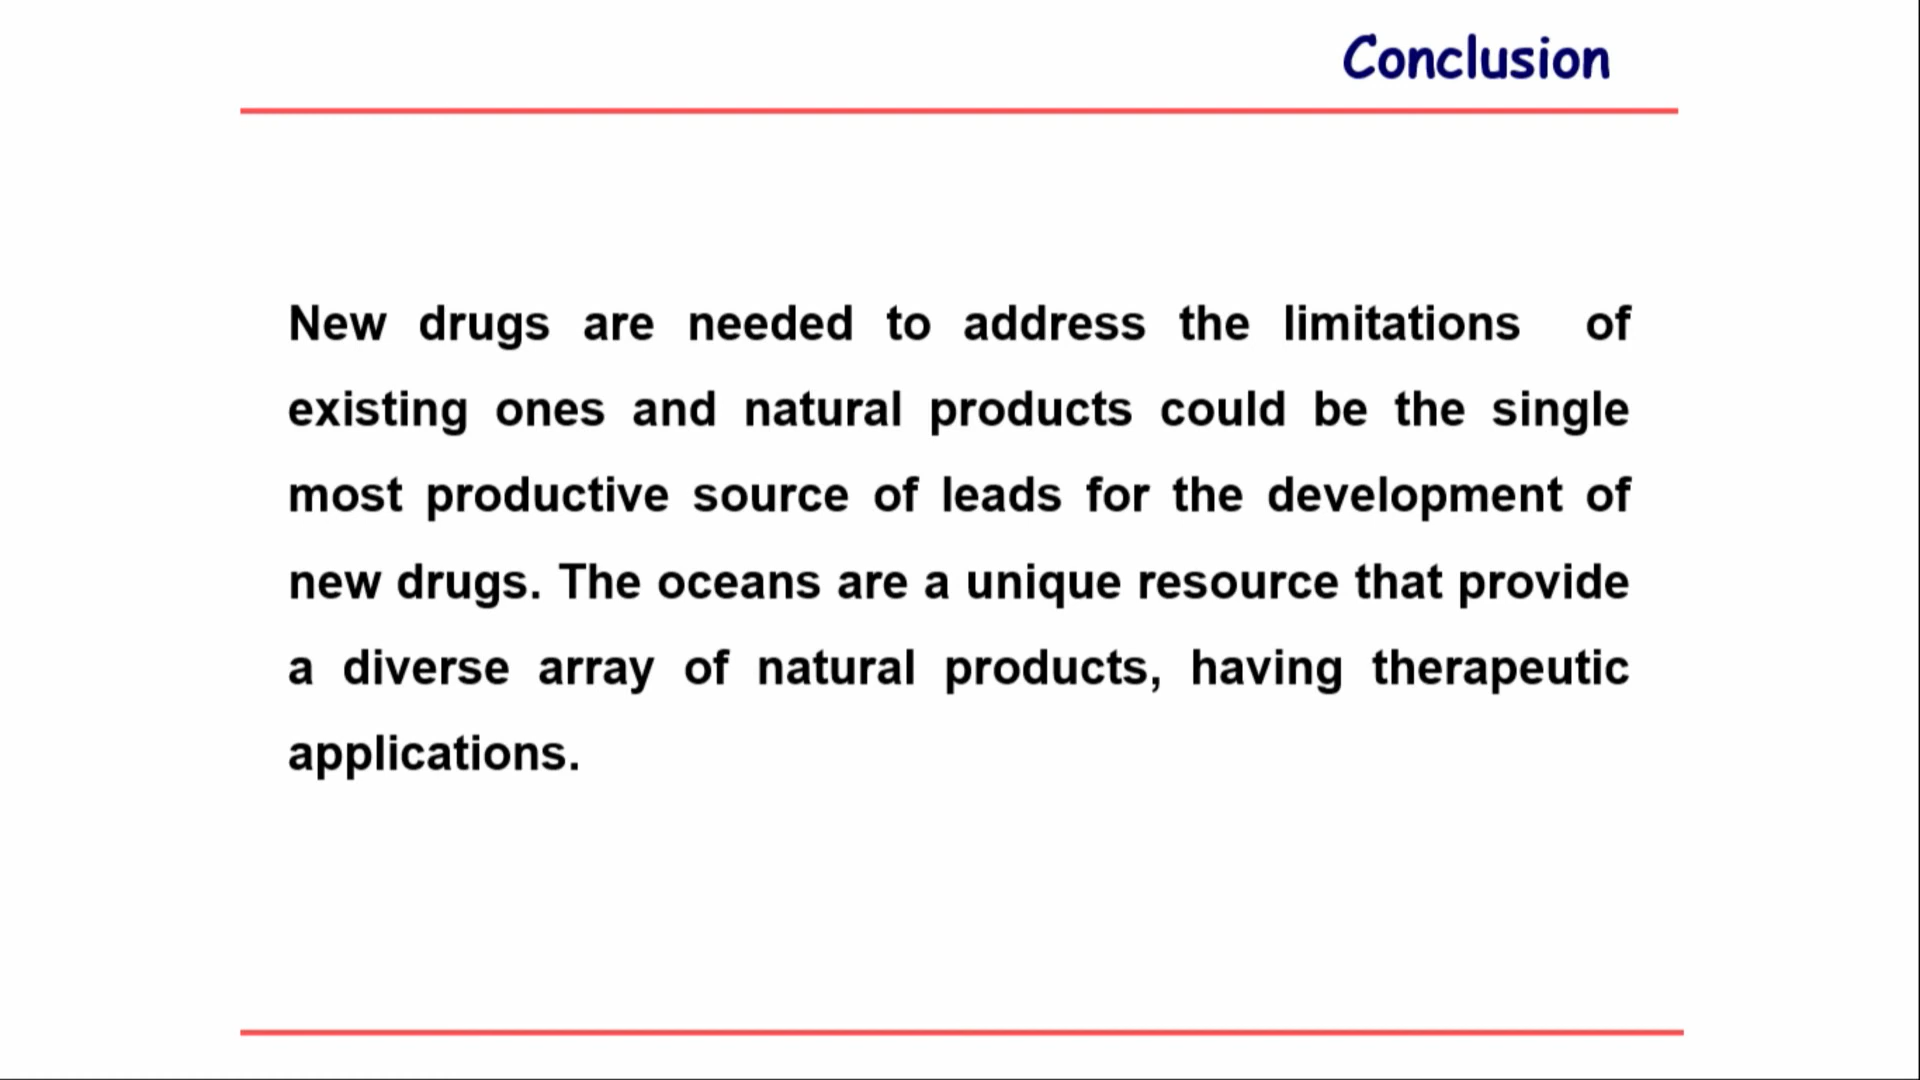 Conclusion
New drugs are needed to address the limitations of
existing ones and natural products could be the single
most productive source of leads for the development of
new drugs. The oceans are a unique resource that provide
a diverse array of natural products, having therapeutic
applications.